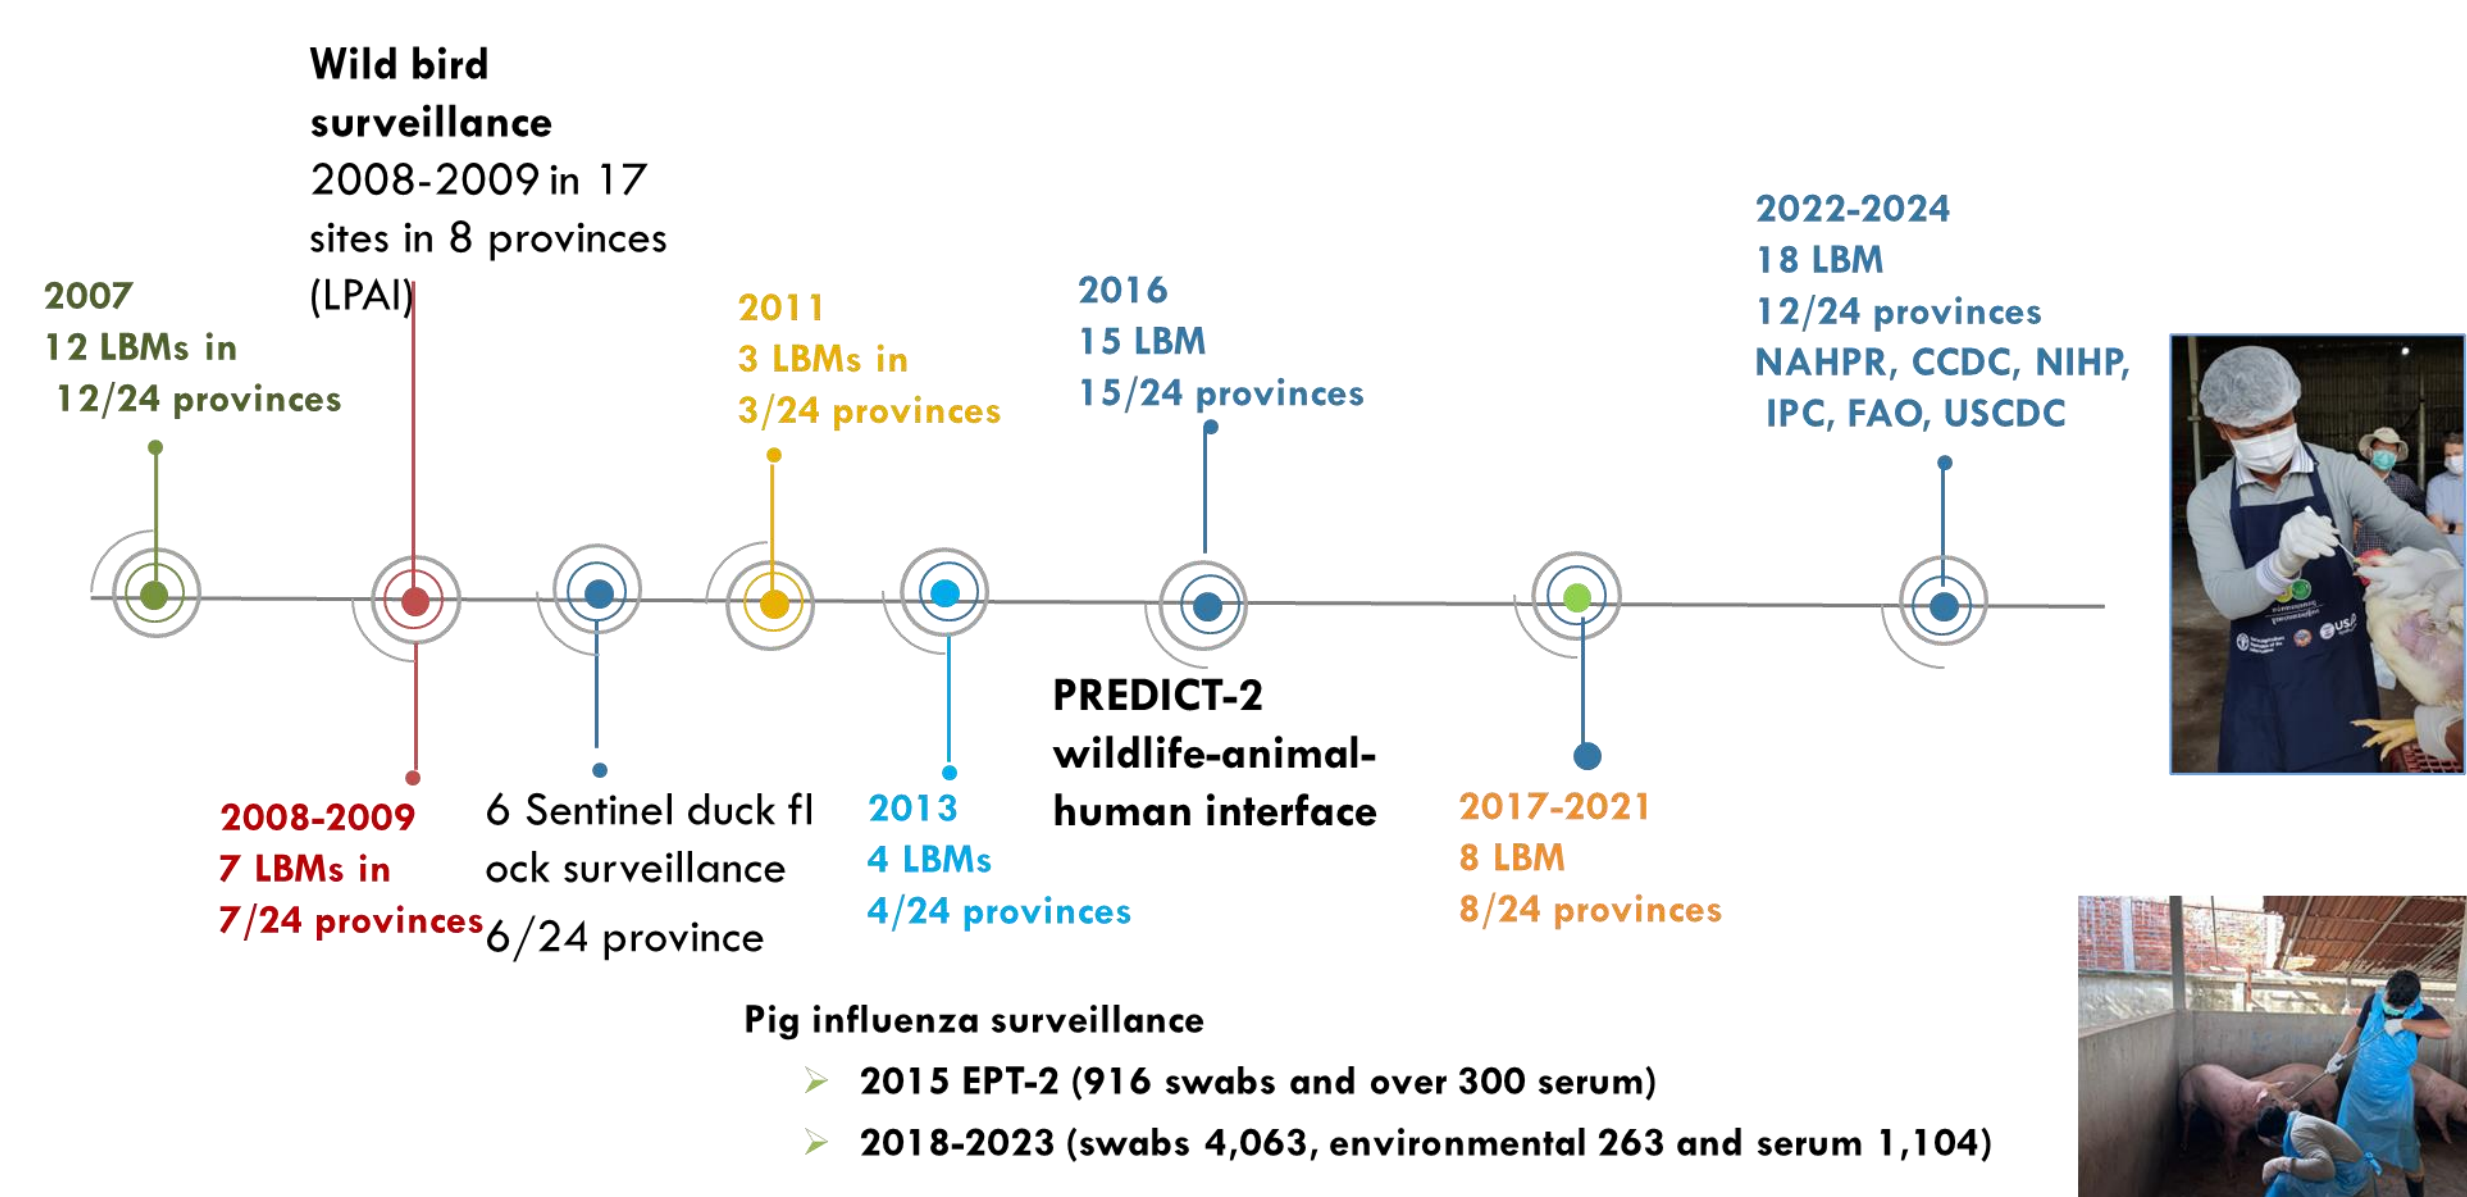 Wild bird
surveillance
2008-2009 in 17
sites in 8 provinces
(LPAI)
2007
12 LBMs in
12/24 provinces
2011
3 LBMs in
3/24 provinces
2016
15 LBM
15/24 provinces
2022-2024
18 LBM
12/24 provinces
NAHPR, CCDC, NIHP,
IPC, FAO, USCDC
2008-2009
7 LBMs in
7/24 provinces
6 Sentinel duck fl
ock surveillance
6/24 province
2013
4 LBMs
4/24 provinces
PREDICT-2
wildlife-animal-
human interface
2017-2021
8 LBM
8/24 provinces
Pig influenza surveillance
2015 EPT-2 (916 swabs and over 300 serum)
2018-2023 (swabs 4,063, environmental 263 and serum 1,104)